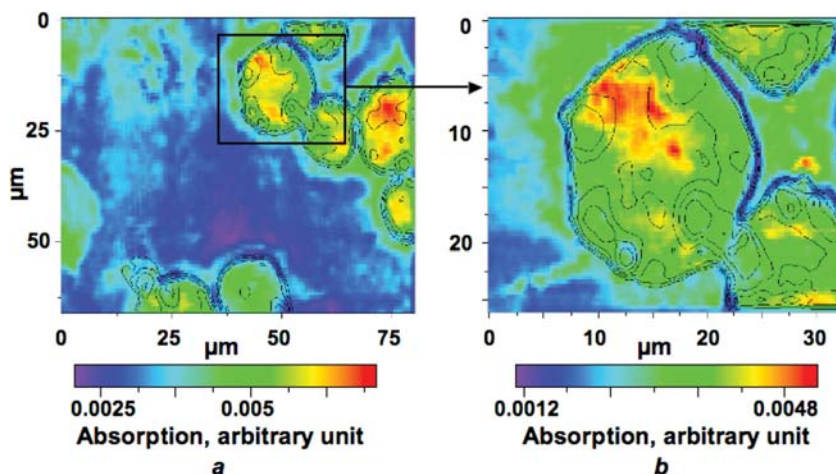 0
25
50
µm
0 25 50 75
µm
0.0025 0.005
Absorption, arbitrary unit
a
0
10
20
0 10 20 30
µm
0.0012 0.0048
Absorption, arbitrary unit
b